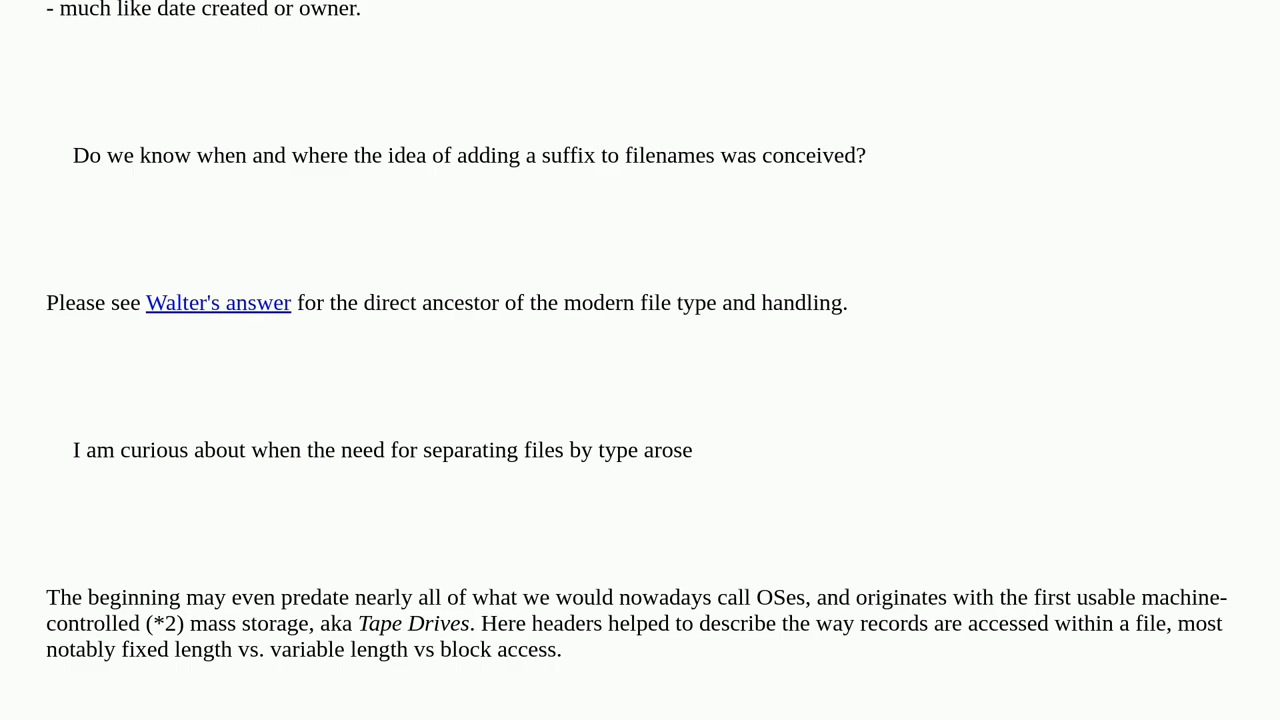 - much like date created or owner.
Do we know when and where the idea of adding a suffix to filenames was conceived?
Please see Walter's answer for the direct ancestor of the modern file type and handling.
I am curious about when the need for separating files by type arose
The beginning may even predate nearly all of what we would nowadays call OSes, and originates with the first usable machine-
controlled (*2) mass storage, aka Tape Drives. Here headers helped to describe the way records are accessed within a file, most
notably fixed length vs. variable length vs block access.